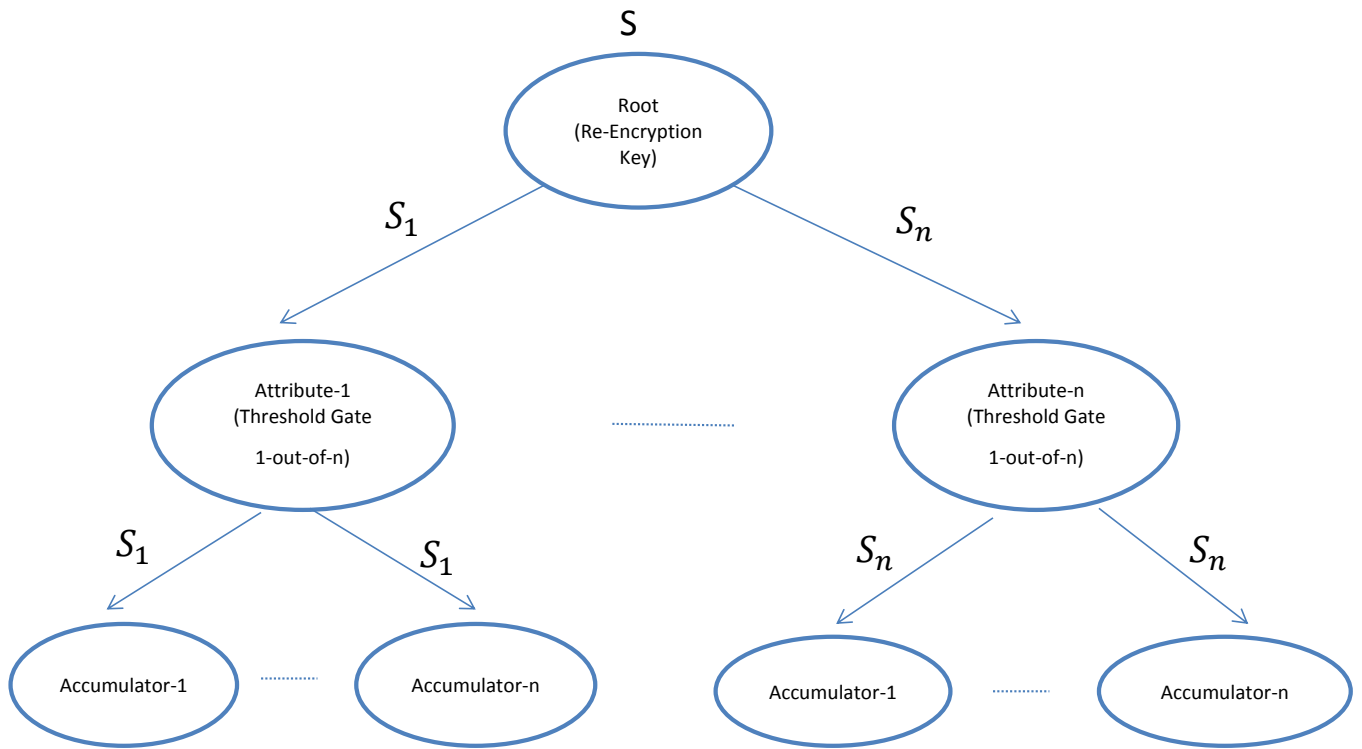 S
Root
(Re-Encryption
Key)
S₁
Sₙ
Attribute-1
(Threshold Gate
1-out-of-n)
Attribute-n
(Threshold Gate
1-out-of-n)
S₁
S₁
Sₙ
Sₙ
Accumulator-1
Accumulator-n
Accumulator-1
Accumulator-n